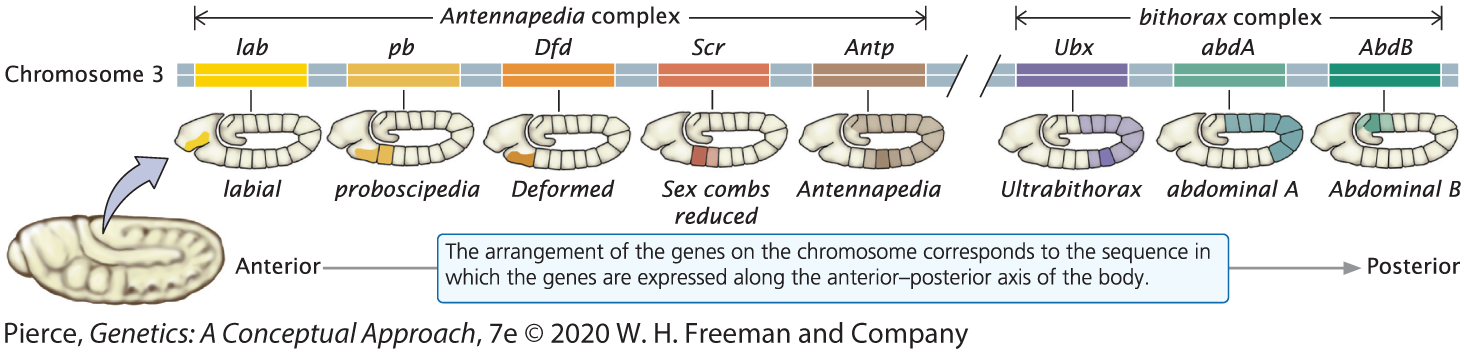 Antennapedia complex
bithorax complex
lab pb Dfd Scr Antp Ubx abdA AbdB
Chromosome 3
labial proboscipedia Deformed Sex combs reduced Antennapedia Ultrabithorax abdominal A Abdominal B
The arrangement of the genes on the chromosome corresponds to the sequence in
which the genes are expressed along the anterior–posterior axis of the body.
Anterior
Posterior
Pierce, Genetics: A Conceptual Approach, 7e © 2020 W. H. Freeman and Company